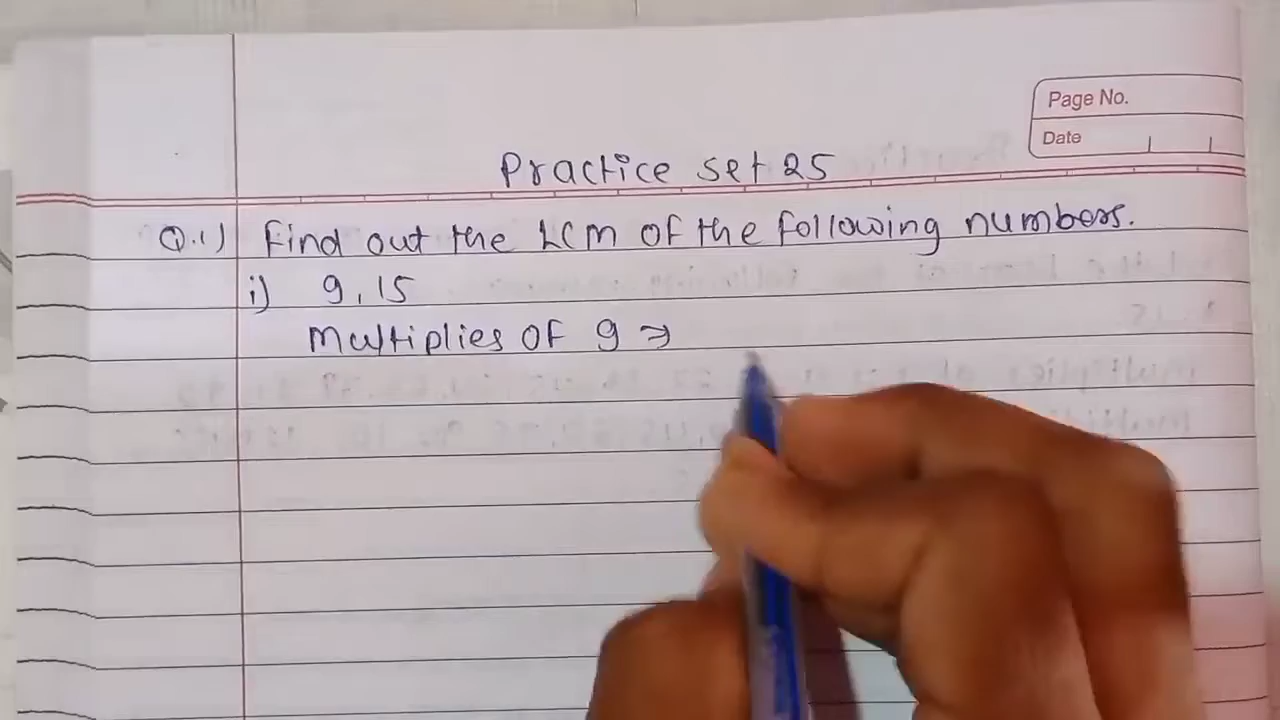 Page No.
Date
Practice set 25
Q.1) Find out the LCM of the following numbers.
i) 9, 15
Multiplies of 9 ⇒